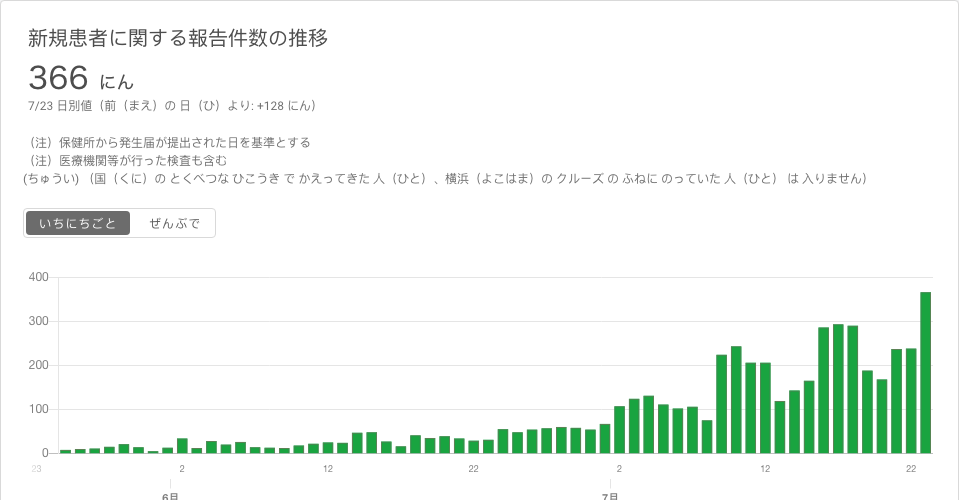 新規患者に関する報告件数の推移
366 にん
7/23 日別値（前（まえ）の 日（ひ）より: +128 にん）
（注）保健所から発生届が提出された日を基準とする
（注）医療機関等が行った検査も含む
(ちゅうい) （国（くに）の とくべつな ひこうき で かえってきた 人（ひと）、横浜（よこはま）の クルーズ の ふねに のっていた 人（ひと） は 入りません）
いちにちごと ぜんぶで
400
300
200
100
0
23 2 12 22 2 12 22
6月 7月